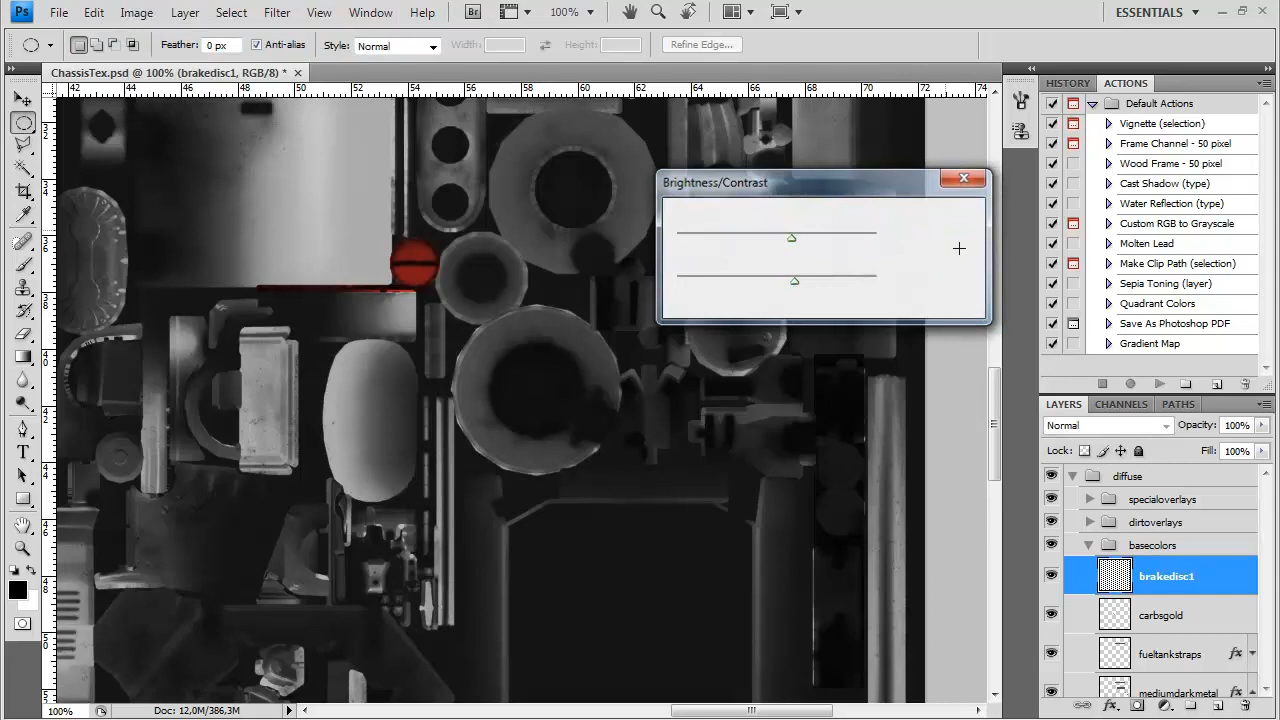 Ps File Edit Image Layer Select Filter View Window Help Br 100% ESSENTIALS
Feather: 0 px Anti-alias Style: Normal Width: Height: Refine Edge...
ChassisTex.psd @ 100% (brakedisc1, RGB/8) *
42 44 46 48 50 52 54 56 58 60 62 64 66 68 70 72 74
Brightness/Contrast
HISTORY ACTIONS
Default Actions
Vignette (selection)
Frame Channel - 50 pixel
Wood Frame - 50 pixel
Cast Shadow (type)
Water Reflection (type)
Custom RGB to Grayscale
Molten Lead
Make Clip Path (selection)
Sepia Toning (layer)
Quadrant Colors
Save As Photoshop PDF
Gradient Map
LAYERS CHANNELS PATHS
Normal Opacity: 100%
Lock: Fill: 100%
diffuse
specialoverlays
dirtoverlays
basecolors
brakedisc1
carbsgold
fueltankstraps fx
mediumdarkmetal fx
100% Doc: 12,0M/386,3M